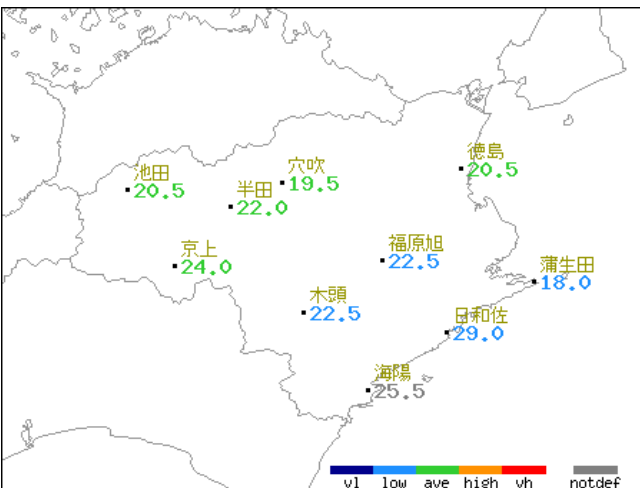 徳島
20.5
穴吹
19.5
池田
20.5
半田
22.0
京上
24.0
福原旭
22.5
蒲生田
18.0
木頭
22.5
日和佐
29.0
海陽
25.5
vl low ave high vh notdef